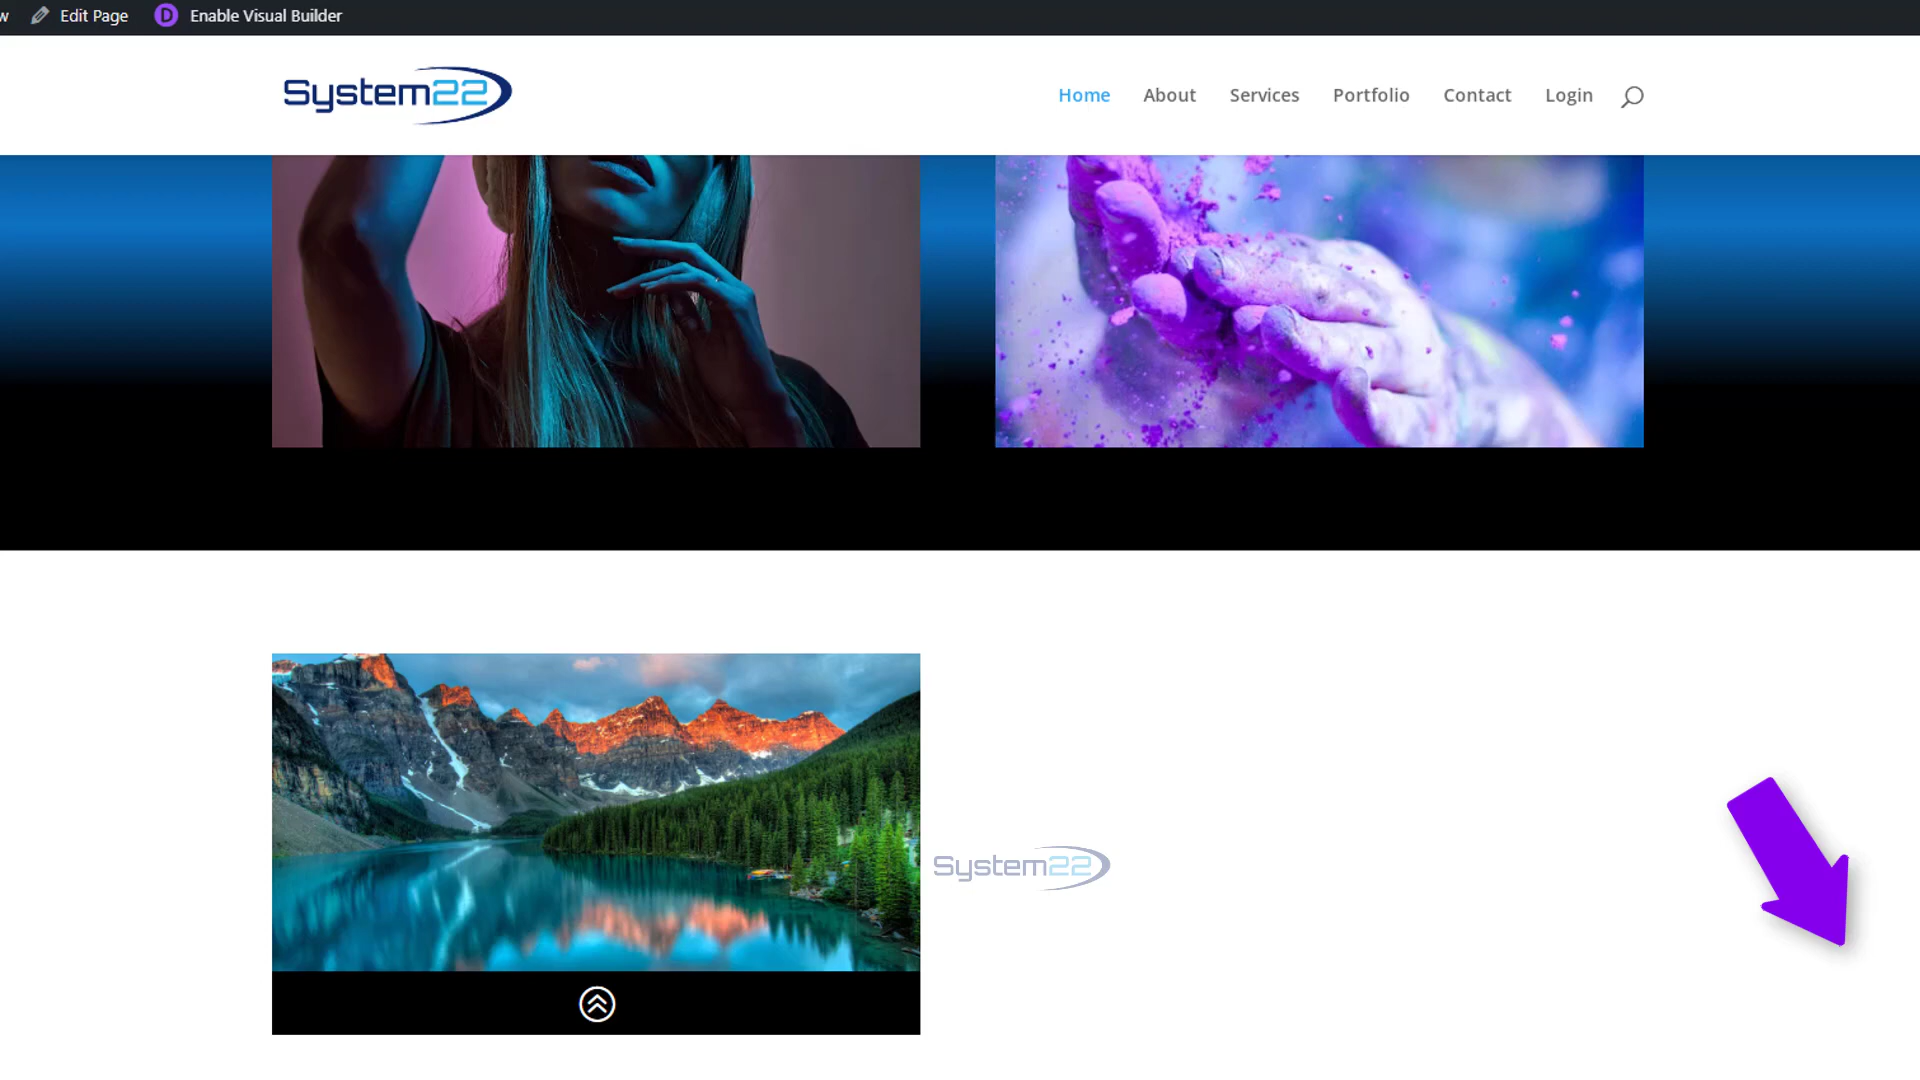 w Edit Page Enable Visual Builder
System22
Home About Services Portfolio Contact Login
System22